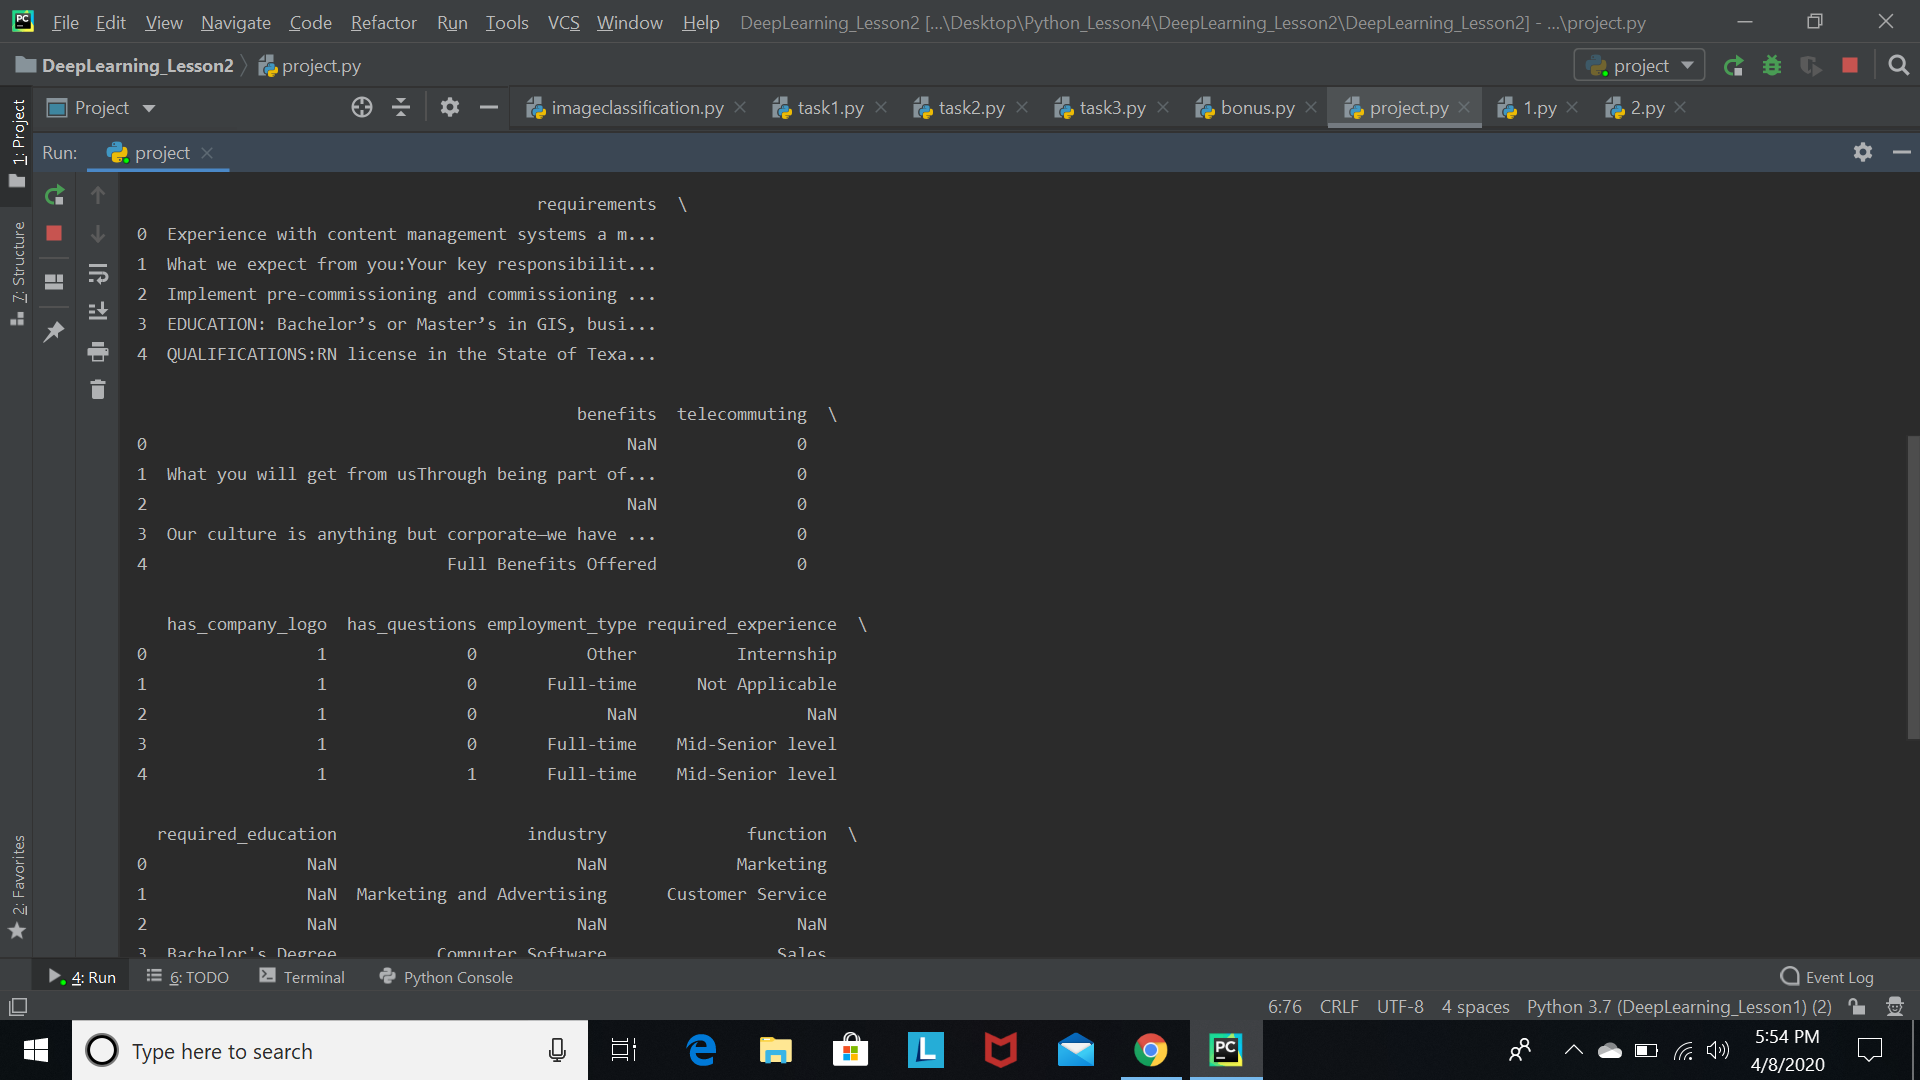 File Edit View Navigate Code Refactor Run Tools VCS Window Help DeepLearning_Lesson2 [...\Desktop\Python_Lesson4\DeepLearning_Lesson2\DeepLearning_Lesson2] - ...\project.py
DeepLearning_Lesson2 project.py project
Project imageclassification.py task1.py task2.py task3.py bonus.py project.py 1.py 2.py
1: Project
7: Structure
2: Favorites
Run: project
requirements \
0 Experience with content management systems a m...
1 What we expect from you:Your key responsibilit...
2 Implement pre-commissioning and commissioning ...
3 EDUCATION: Bachelor’s or Master’s in GIS, busi...
4 QUALIFICATIONS:RN license in the State of Texa...
benefits telecommuting \
0 NaN 0
1 What you will get from usThrough being part of... 0
2 NaN 0
3 Our culture is anything but corporate—we have ... 0
4 Full Benefits Offered 0
has_company_logo has_questions employment_type required_experience \
0 1 0 Other Internship
1 1 0 Full-time Not Applicable
2 1 0 NaN NaN
3 1 0 Full-time Mid-Senior level
4 1 1 Full-time Mid-Senior level
required_education industry function \
0 NaN NaN Marketing
1 NaN Marketing and Advertising Customer Service
2 NaN NaN NaN
3 Bachelor's Degree Computer Software Sales
4: Run 6: TODO Terminal Python Console Event Log
6:76 CRLF UTF-8 4 spaces Python 3.7 (DeepLearning_Lesson1) (2)
Type here to search
L
PC
5:54 PM
4/8/2020